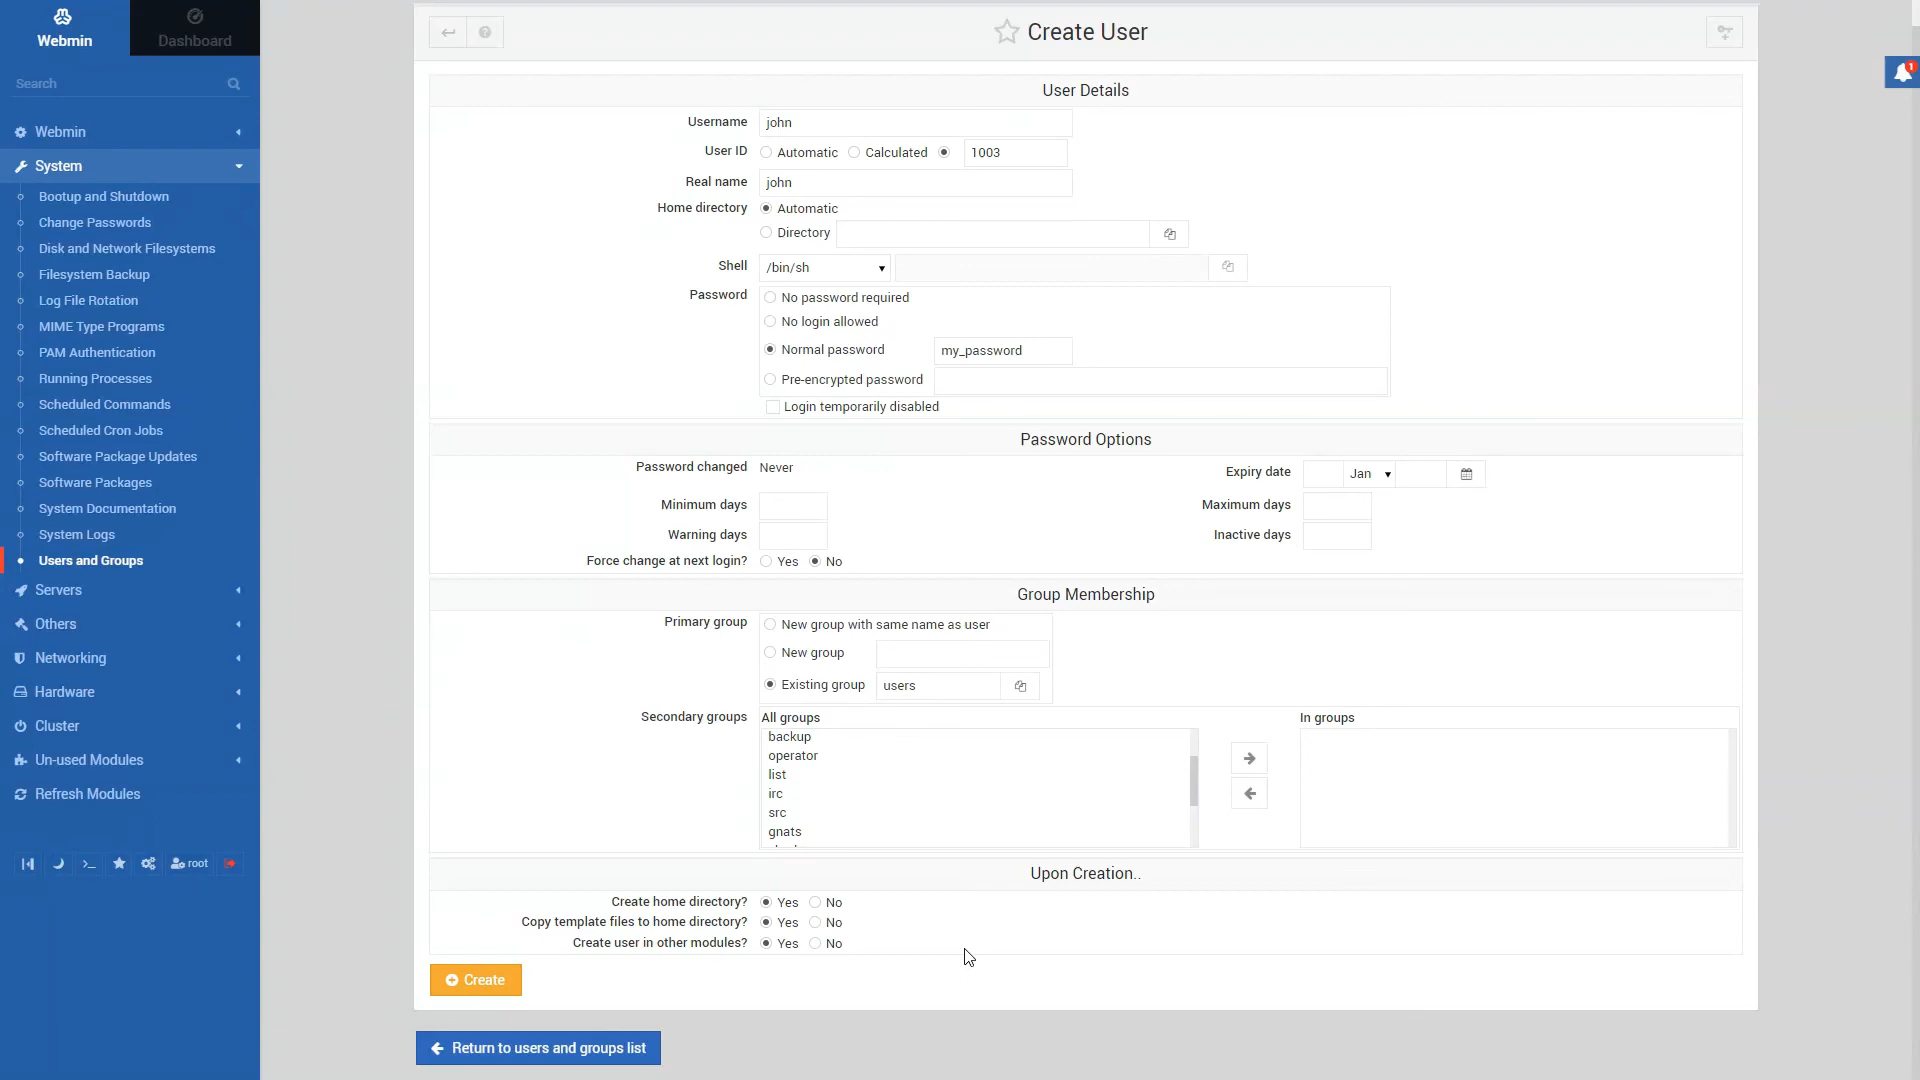 Webmin
Dashboard
Search
Webmin
System
Bootup and Shutdown
Change Passwords
Disk and Network Filesystems
Filesystem Backup
Log File Rotation
MIME Type Programs
PAM Authentication
Running Processes
Scheduled Commands
Scheduled Cron Jobs
Software Package Updates
Software Packages
System Documentation
System Logs
Users and Groups
Servers
Others
Networking
Hardware
Cluster
Un-used Modules
Refresh Modules
root
Create User
1
User Details
Username john
User ID Automatic Calculated 1003
Real name john
Home directory Automatic
Directory
Shell /bin/sh
Password No password required
No login allowed
Normal password my_password
Pre-encrypted password
Login temporarily disabled
Password Options
Password changed Never Expiry date Jan
Minimum days Maximum days
Warning days Inactive days
Force change at next login? Yes No
Group Membership
Primary group New group with same name as user
New group
Existing group users
Secondary groups All groups In groups
backup
operator
list
irc
src
gnats
Upon Creation..
Create home directory? Yes No
Copy template files to home directory? Yes No
Create user in other modules? Yes No
Create
Return to users and groups list